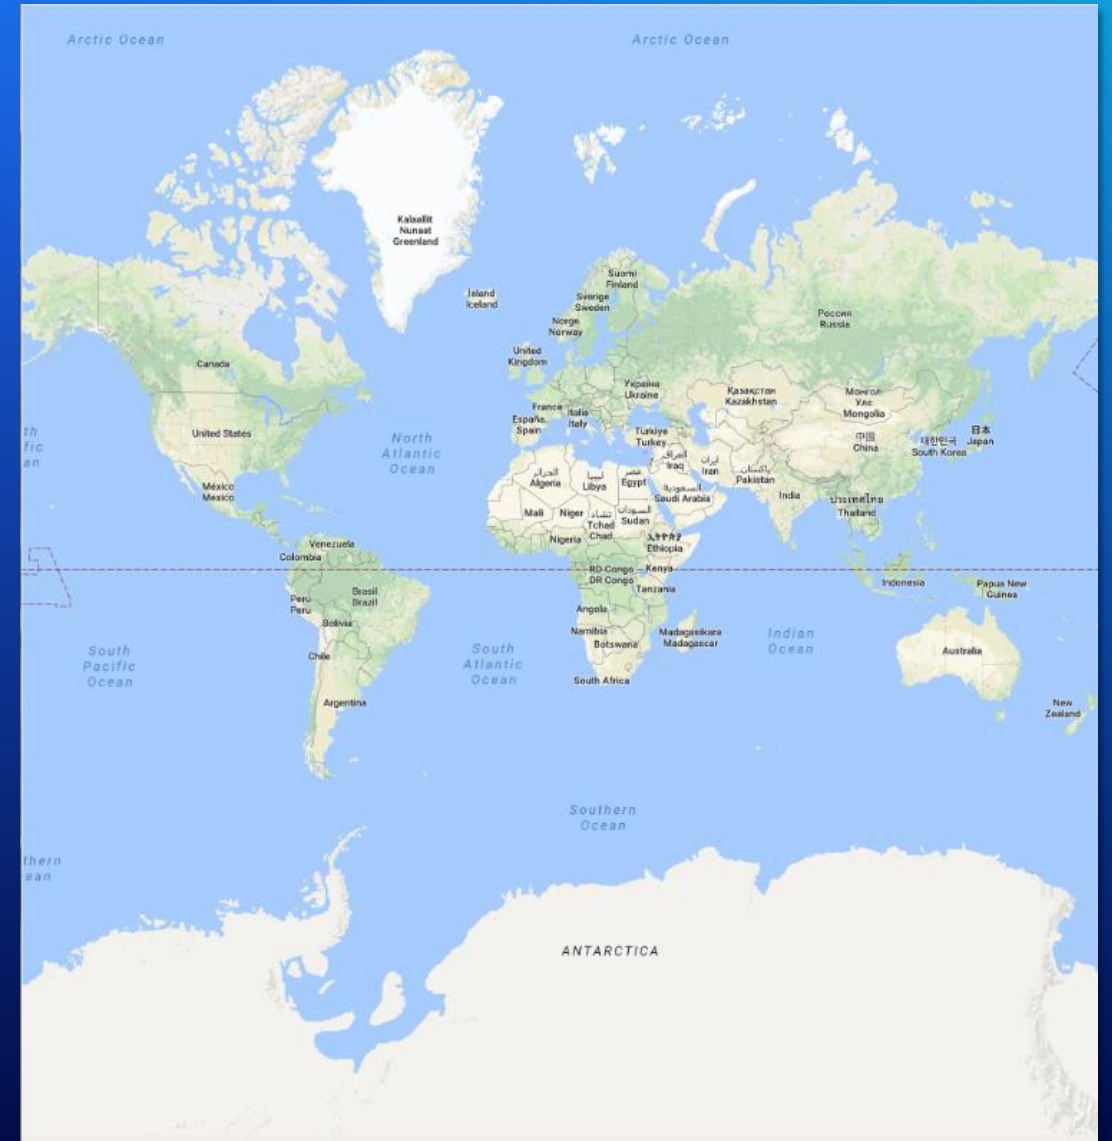 Arctic Ocean
Arctic Ocean
Kalaallit
Nunaat
Greenland
Suomi
Finland
Ísland
Iceland
Sverige
Sweden
Norge
Norway
Россия
Russia
United
Kingdom
Canada
Україна
Ukraine
Қазақстан
Kazakhstan
Монгол
Улс
Mongolia
France
Italia
Italy
España
Spain
United States
North
Atlantic
Ocean
Türkiye
Turkey
中国
China
대한민국
South Korea
日本
Japan
العراق
Iraq
ایران
Iran
پاکستان
Pakistan
الجزائر
Algeria
ليبيا
Libya
مصر
Egypt
السعودية
Saudi Arabia
México
Mexico
India
ประเทศไทย
Thailand
Mali
Niger
تشاد
Tchad
Chad
السودان
Sudan
Nigeria
ኢትዮጵያ
Ethiopia
Venezuela
Colombia
RD Congo
DR Congo
Kenya
Tanzania
Indonesia
Papua New
Guinea
Perú
Peru
Brasil
Brazil
Bolivia
Angola
Namibia
Botswana
Madagasikara
Madagascar
South
Pacific
Ocean
Chile
South
Atlantic
Ocean
Indian
Ocean
Australia
South Africa
Argentina
New
Zealand
Southern
Ocean
thern
ean
ANTARCTICA